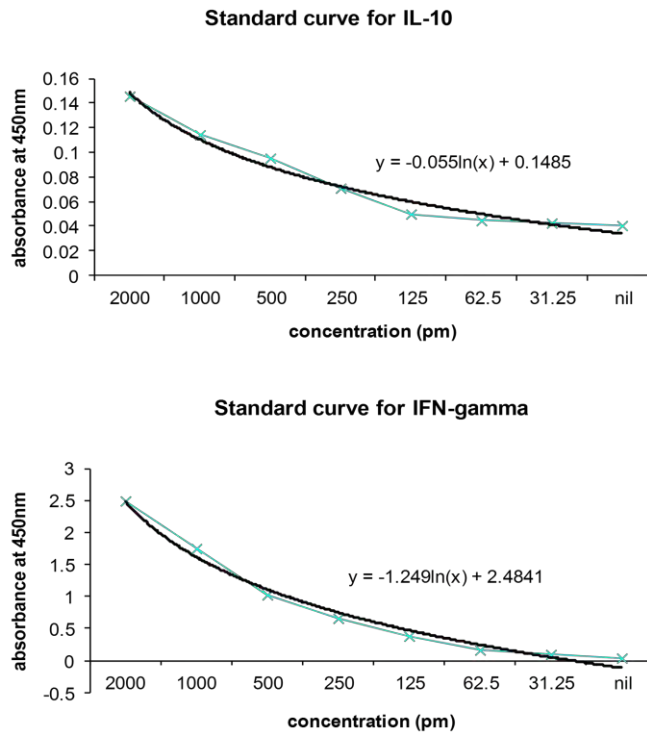 Standard curve for IL-10
absorbance at 450nm
0.16
0.14
0.12
0.1
0.08
0.06
0.04
0.02
0
y = -0.055ln(x) + 0.1485
2000 1000 500 250 125 62.5 31.25 nil
concentration (pm)
Standard curve for IFN-gamma
absorbance at 450nm
3
2.5
2
1.5
1
0.5
0
-0.5
y = -1.249ln(x) + 2.4841
2000 1000 500 250 125 62.5 31.25 nil
concentration (pm)